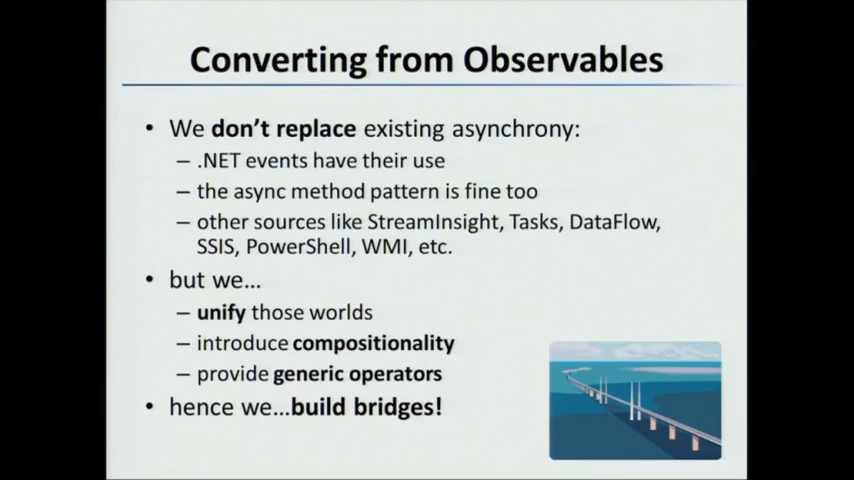 Converting from Observables
• We don't replace existing asynchrony:
– .NET events have their use
– the async method pattern is fine too
– other sources like StreamInsight, Tasks, DataFlow,
SSIS, PowerShell, WMI, etc.
• but we…
– unify those worlds
– introduce compositionality
– provide generic operators
• hence we…build bridges!